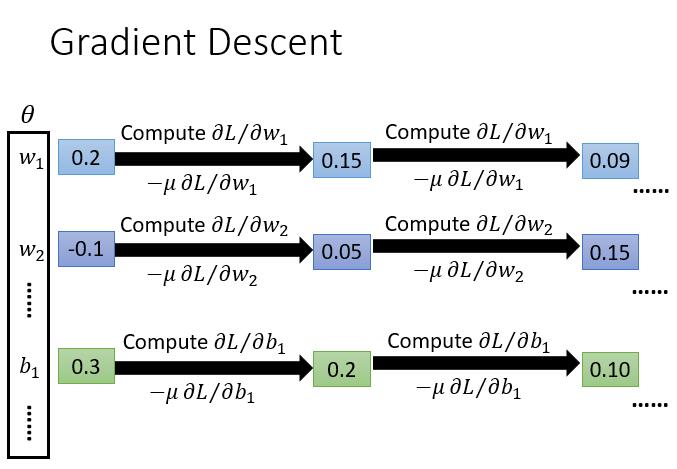 Gradient Descent
θ
w₁ 0.2 Compute ∂L/∂w₁ 0.15 Compute ∂L/∂w₁ 0.09
−μ ∂L/∂w₁ −μ ∂L/∂w₁ ……
w₂ -0.1 Compute ∂L/∂w₂ 0.05 Compute ∂L/∂w₂ 0.15
−μ ∂L/∂w₂ −μ ∂L/∂w₂
…… ……
b₁ 0.3 Compute ∂L/∂b₁ 0.2 Compute ∂L/∂b₁ 0.10
−μ ∂L/∂b₁ −μ ∂L/∂b₁
…… ……